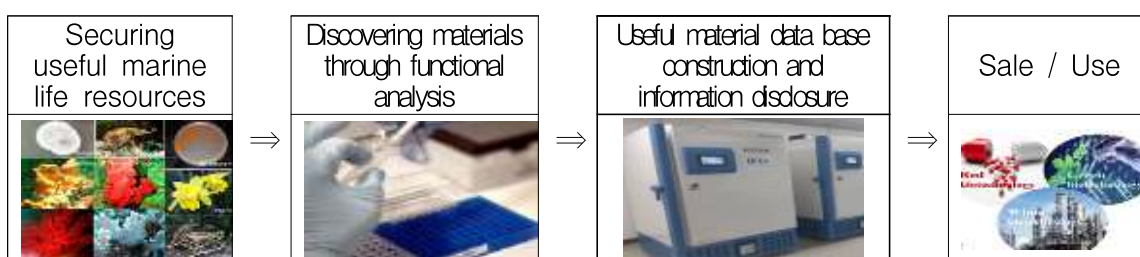 Securing
useful marine
life resources
Discovering materials
through functional
analysis
Useful material data base
construction and
information disclosure
Sale / Use
⇒
⇒
⇒
Red